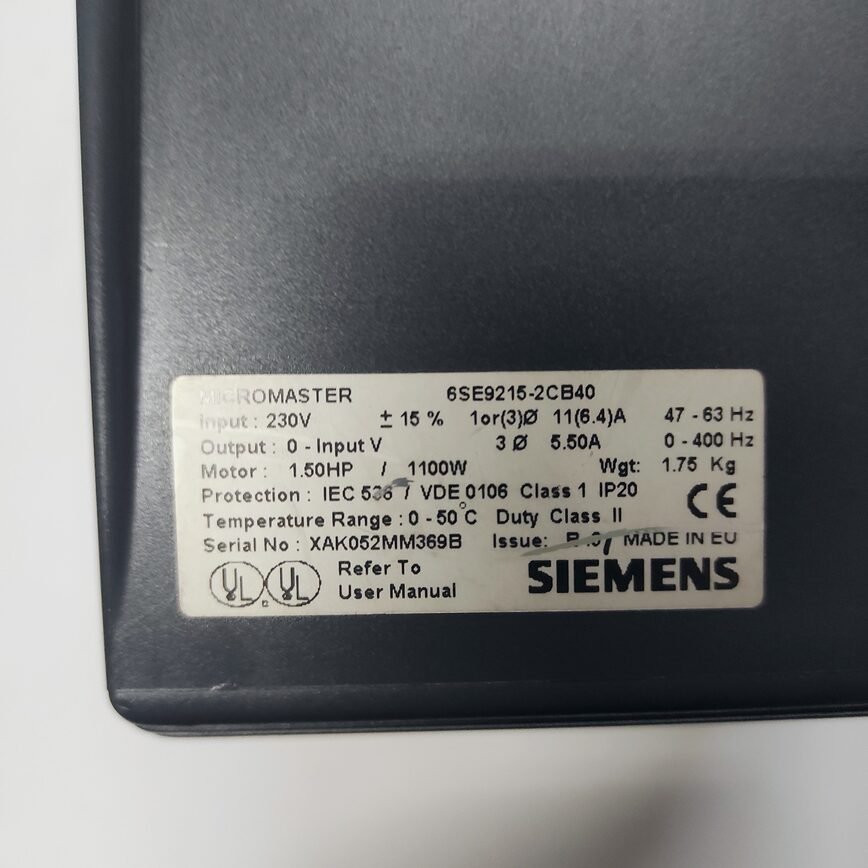 MICROMASTER 6SE9215-2CB40
Input : 230V ± 15 % 1or(3)Ø 11(6.4)A 47 - 63 Hz
Output : 0 - Input V 3 Ø 5.50A 0 - 400 Hz
Motor : 1.50HP / 1100W Wgt: 1.75 Kg
Protection : IEC 536 / VDE 0106 Class 1 IP20
CE
Temperature Range : 0 - 50°C Duty Class II
Serial No : XAK052MM369B Issue: MADE IN EU
UL UL Refer To
User Manual
SIEMENS